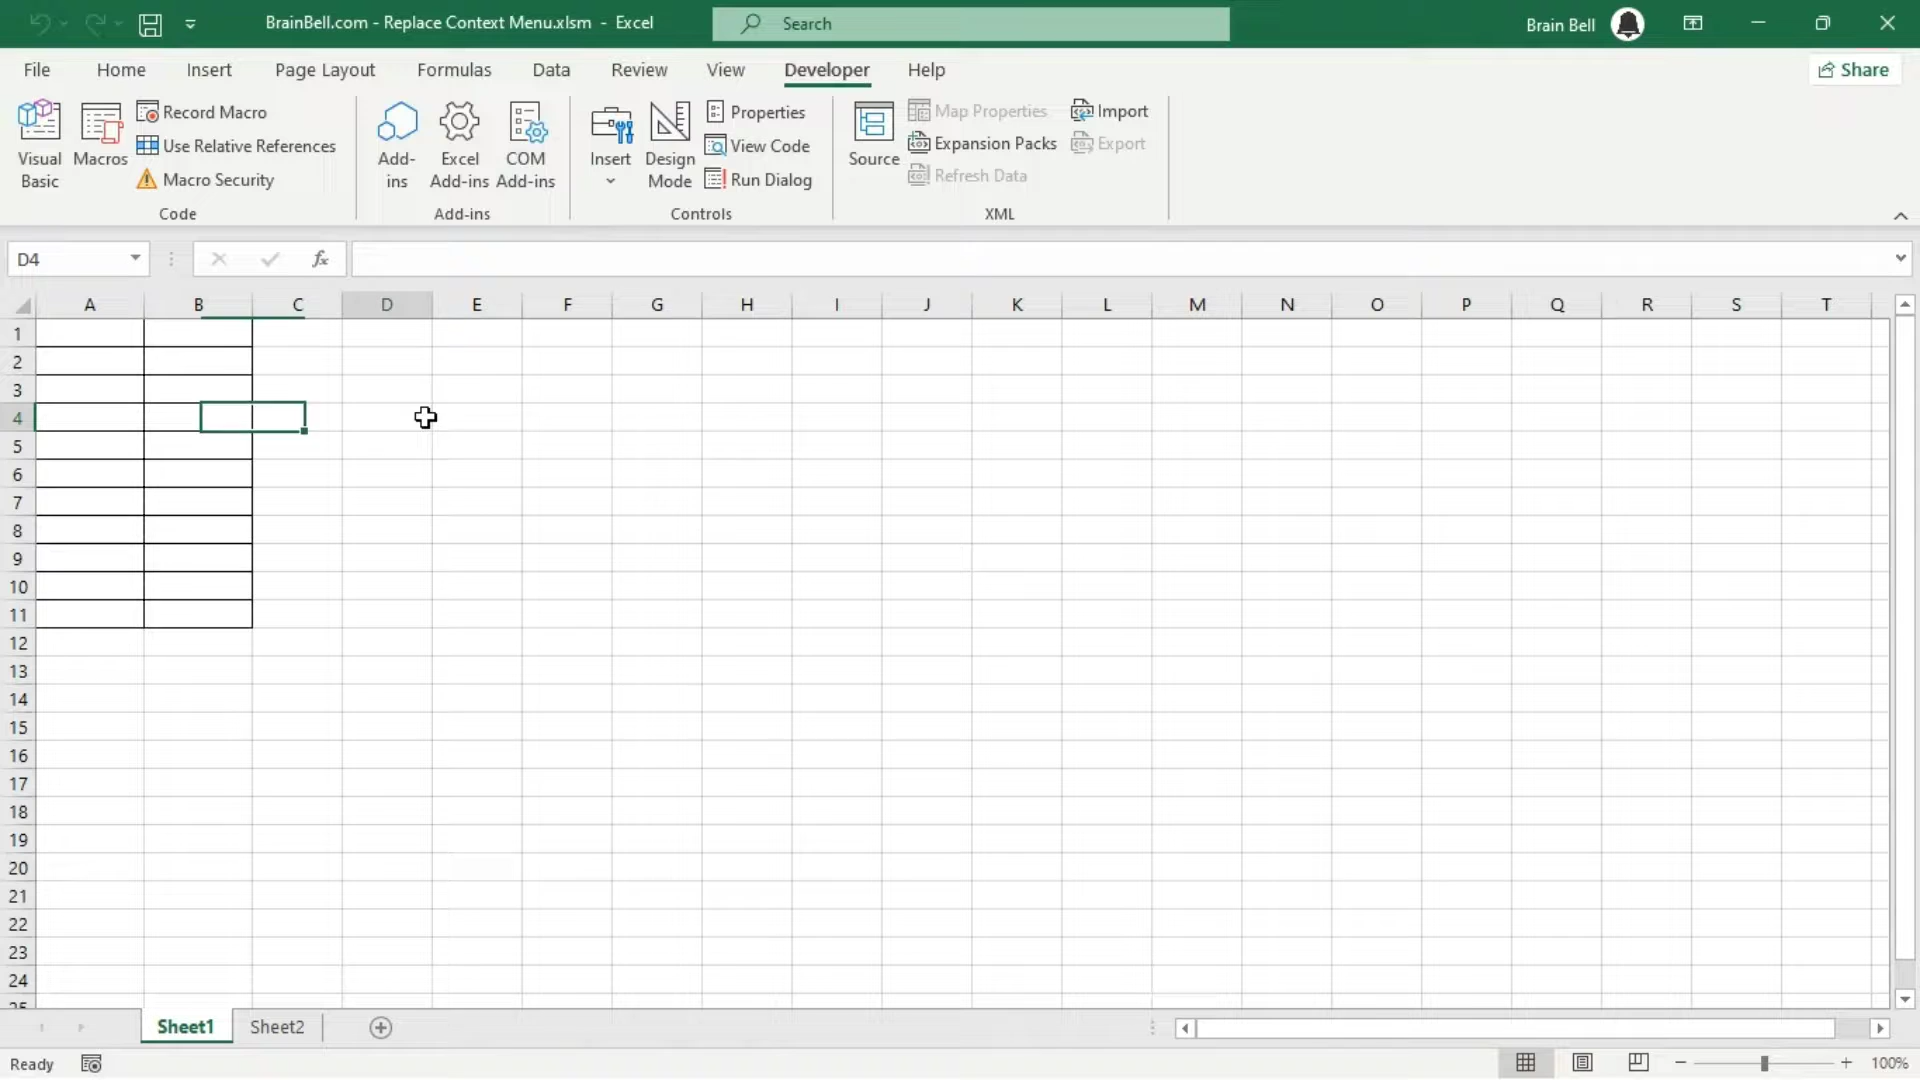 BrainBell.com - Replace Context Menu.xlsm - Excel
Search
Brain Bell
File Home Insert Page Layout Formulas Data Review View Developer Help
Share
Visual Basic
Macros
Record Macro
Use Relative References
Macro Security
Code
Add-ins
Excel Add-ins
COM Add-ins
Add-ins
Insert
Design Mode
Properties
View Code
Run Dialog
Controls
Source
Map Properties
Expansion Packs
Refresh Data
Import
Export
XML
D4
fx
A B C D E F G H I J K L M N O P Q R S T
1
2
3
4
5
6
7
8
9
10
11
12
13
14
15
16
17
18
19
20
21
22
23
24
25
Sheet1 Sheet2
Ready
100%